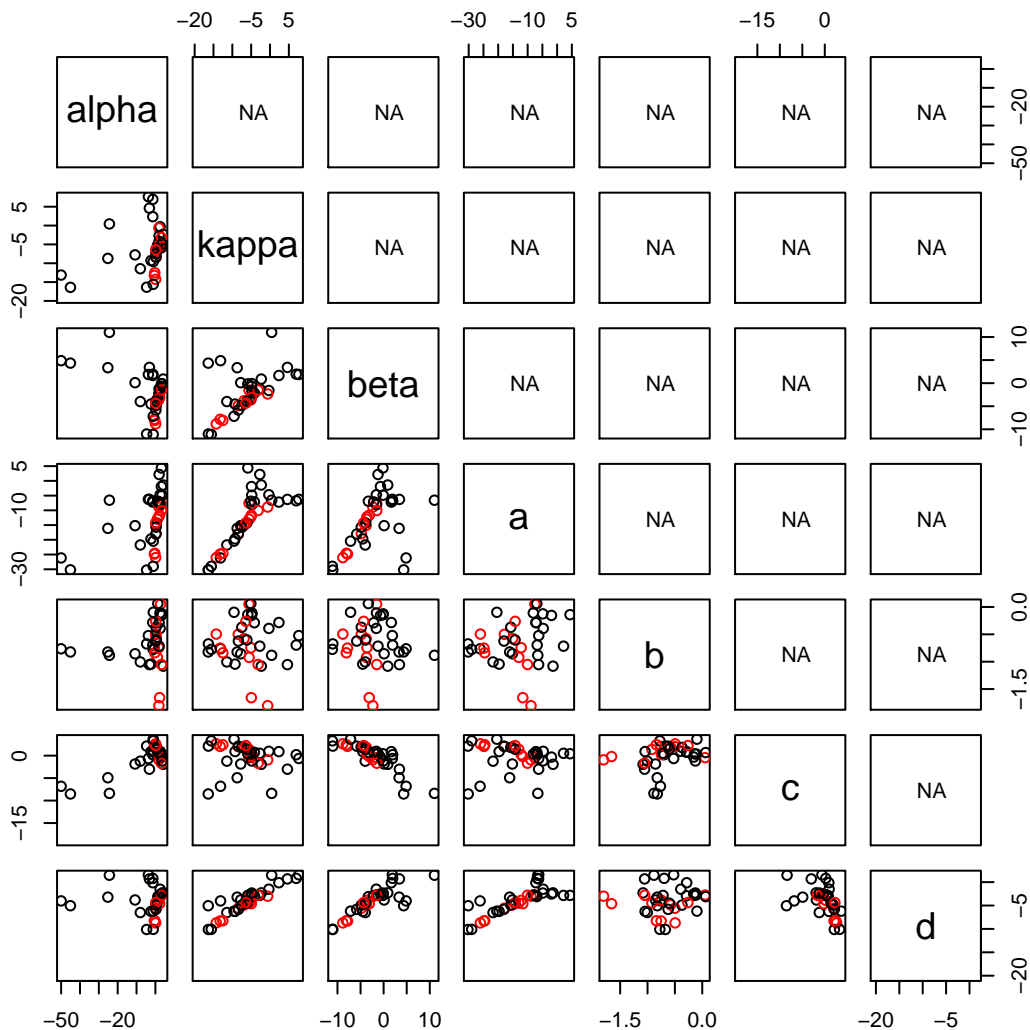 −20 −5 5 −30 −10 5 −15 0
alpha NA NA NA NA NA NA −50 −20
−20 −5 5 kappa NA NA NA NA NA
beta NA NA NA NA −10 0 10
−30 −10 5 a NA NA NA
b NA NA −1.5 0.0
−15 0 c NA
d −20 −5
−50 −20 −10 0 10 −1.5 0.0 −20 −5